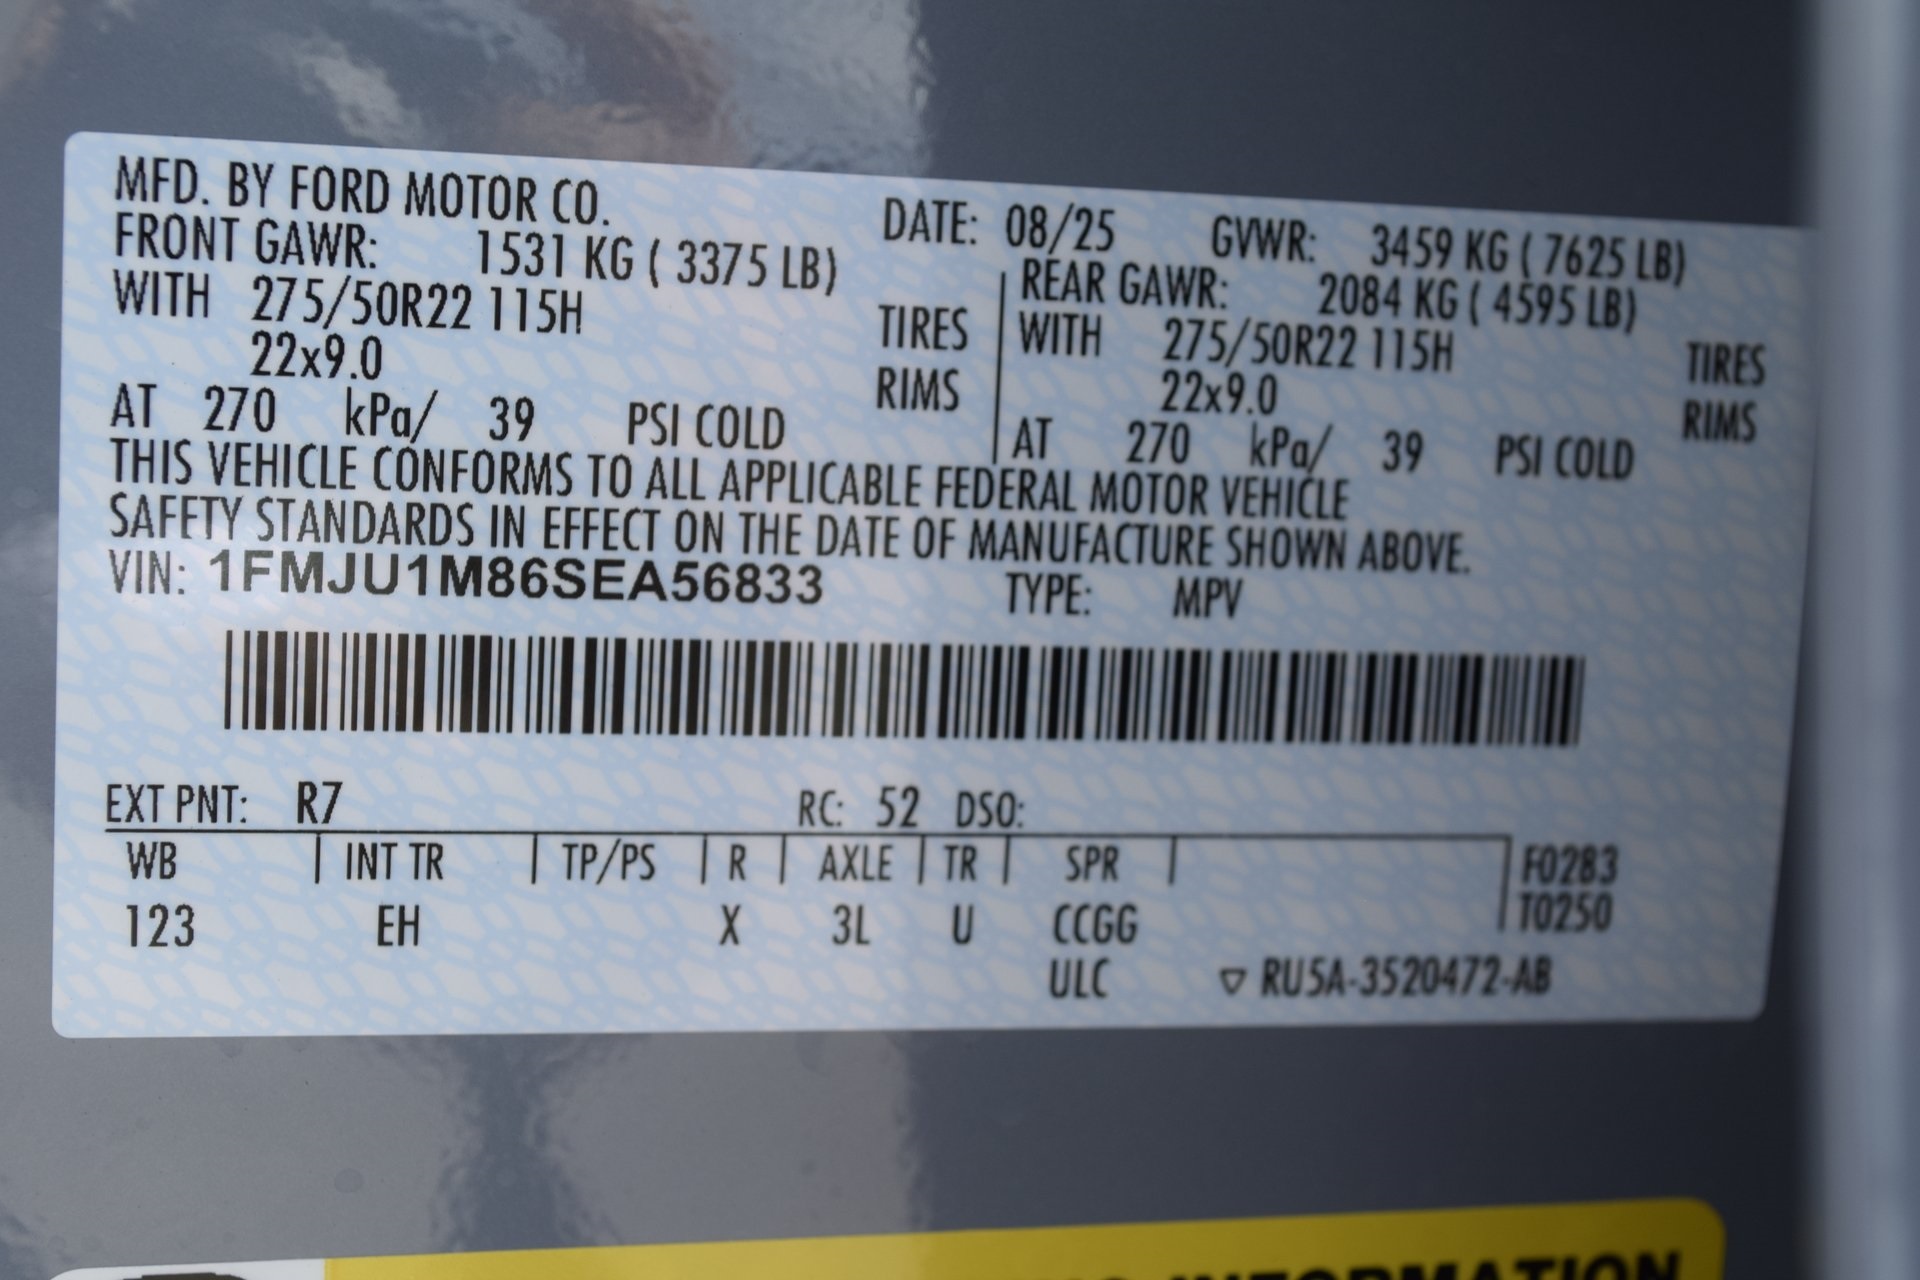 MFD. BY FORD MOTOR CO. DATE: 08/25 GVWR: 3459 KG ( 7625 LB)
FRONT GAWR: 1531 KG ( 3375 LB) REAR GAWR: 2084 KG ( 4595 LB)
WITH 275/50R22 115H TIRES WITH 275/50R22 115H TIRES
22x9.0 RIMS 22x9.0 RIMS
AT 270 kPa/ 39 PSI COLD AT 270 kPa/ 39 PSI COLD
THIS VEHICLE CONFORMS TO ALL APPLICABLE FEDERAL MOTOR VEHICLE
SAFETY STANDARDS IN EFFECT ON THE DATE OF MANUFACTURE SHOWN ABOVE.
VIN: 1FMJU1M86SEA56833 TYPE: MPV
EXT PNT: R7 RC: 52 DSO:
WB INT TR TP/PS R AXLE TR SPR F0283
T0250
123 EH X 3L U CCGG
ULC ▽ RU5A-3520472-AB
INFORMATION